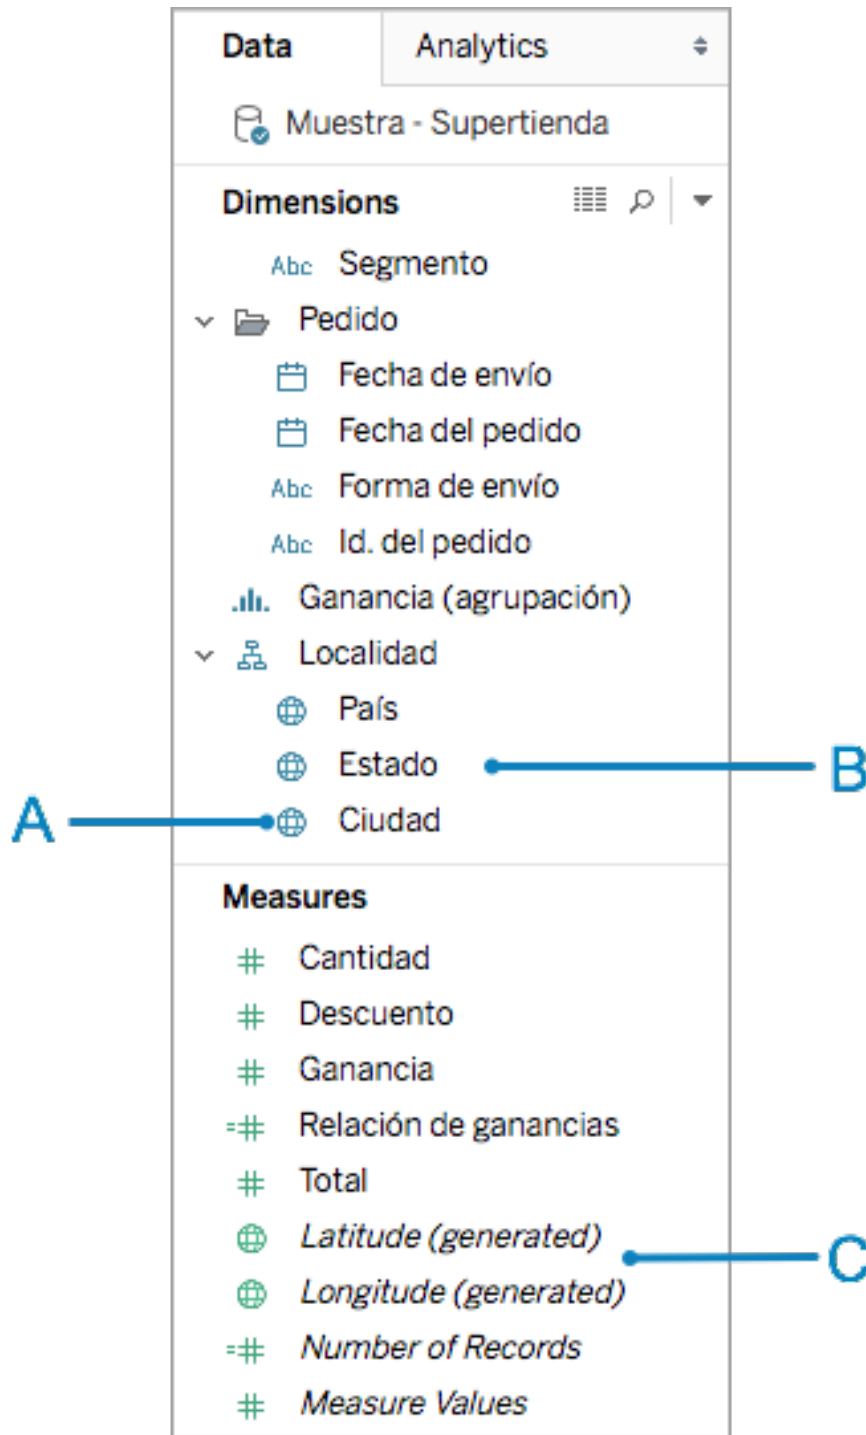 Data Analytics
Muestra - Supertienda
Dimensions
Abc Segmento
Pedido
Fecha de envío
Fecha del pedido
Abc Forma de envío
Abc Id. del pedido
Ganancia (agrupación)
Localidad
País
Estado B
A Ciudad
Measures
# Cantidad
# Descuento
# Ganancia
=# Relación de ganancias
# Total
Latitude (generated)
C
Longitude (generated)
=# Number of Records
# Measure Values